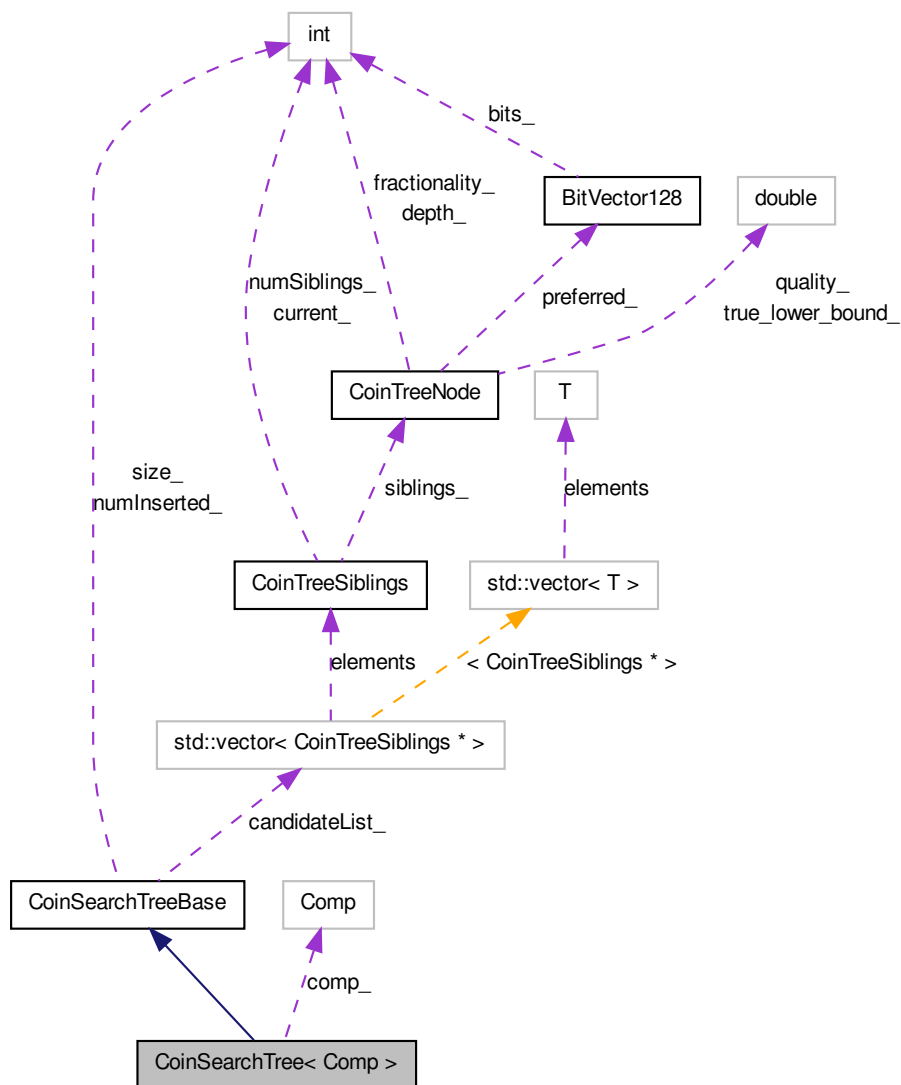 int
bits_
fractionality_
depth_
BitVector128
double
numSiblings_
current_
preferred_
quality_
true_lower_bound_
CoinTreeNode
T
size_
numInserted_
siblings_
elements
CoinTreeSiblings
std::vector< T >
elements
< CoinTreeSiblings * >
std::vector< CoinTreeSiblings * >
candidateList_
CoinSearchTreeBase
Comp
comp_
CoinSearchTree< Comp >